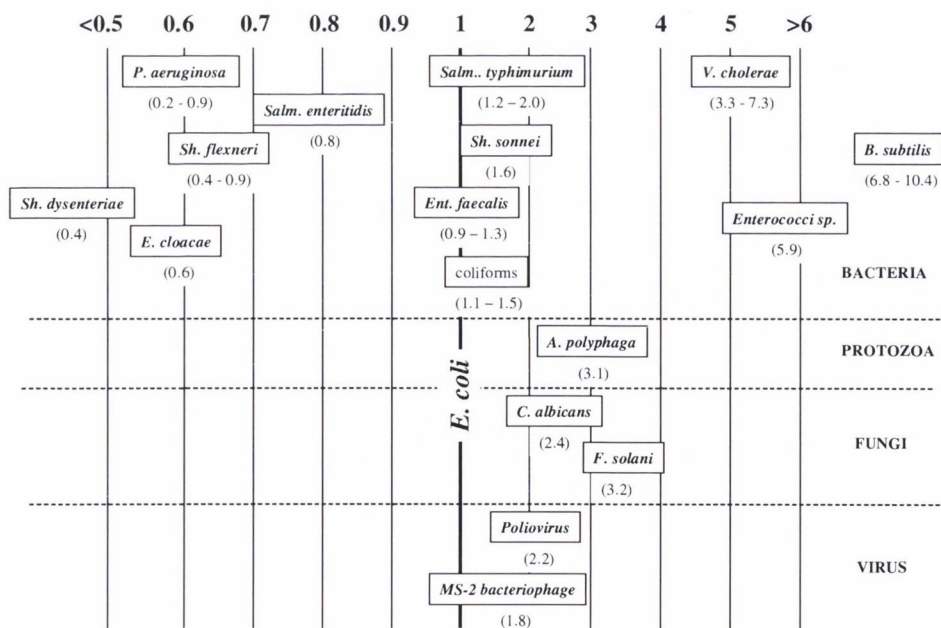 <0.5 0.6 0.7 0.8 0.9 1 2 3 4 5 >6
P. aeruginosa Salm.. typhimurium V. cholerae
(0.2 - 0.9) (1.2 – 2.0) (3.3 - 7.3)
Salm. enteritidis
(0.8)
Sh. flexneri Sh. sonnei B. subtilis
(0.4 - 0.9) (1.6) (6.8 - 10.4)
Sh. dysenteriae Ent. faecalis Enterococci sp.
(0.4) (0.9 – 1.3) (5.9)
E. cloacae
(0.6)
coliforms BACTERIA
(1.1 – 1.5)
A. polyphaga PROTOZOA
(3.1)
E. coli
C. albicans
(2.4) FUNGI
F. solani
(3.2)
Poliovirus
(2.2) VIRUS
MS-2 bacteriophage
(1.8)